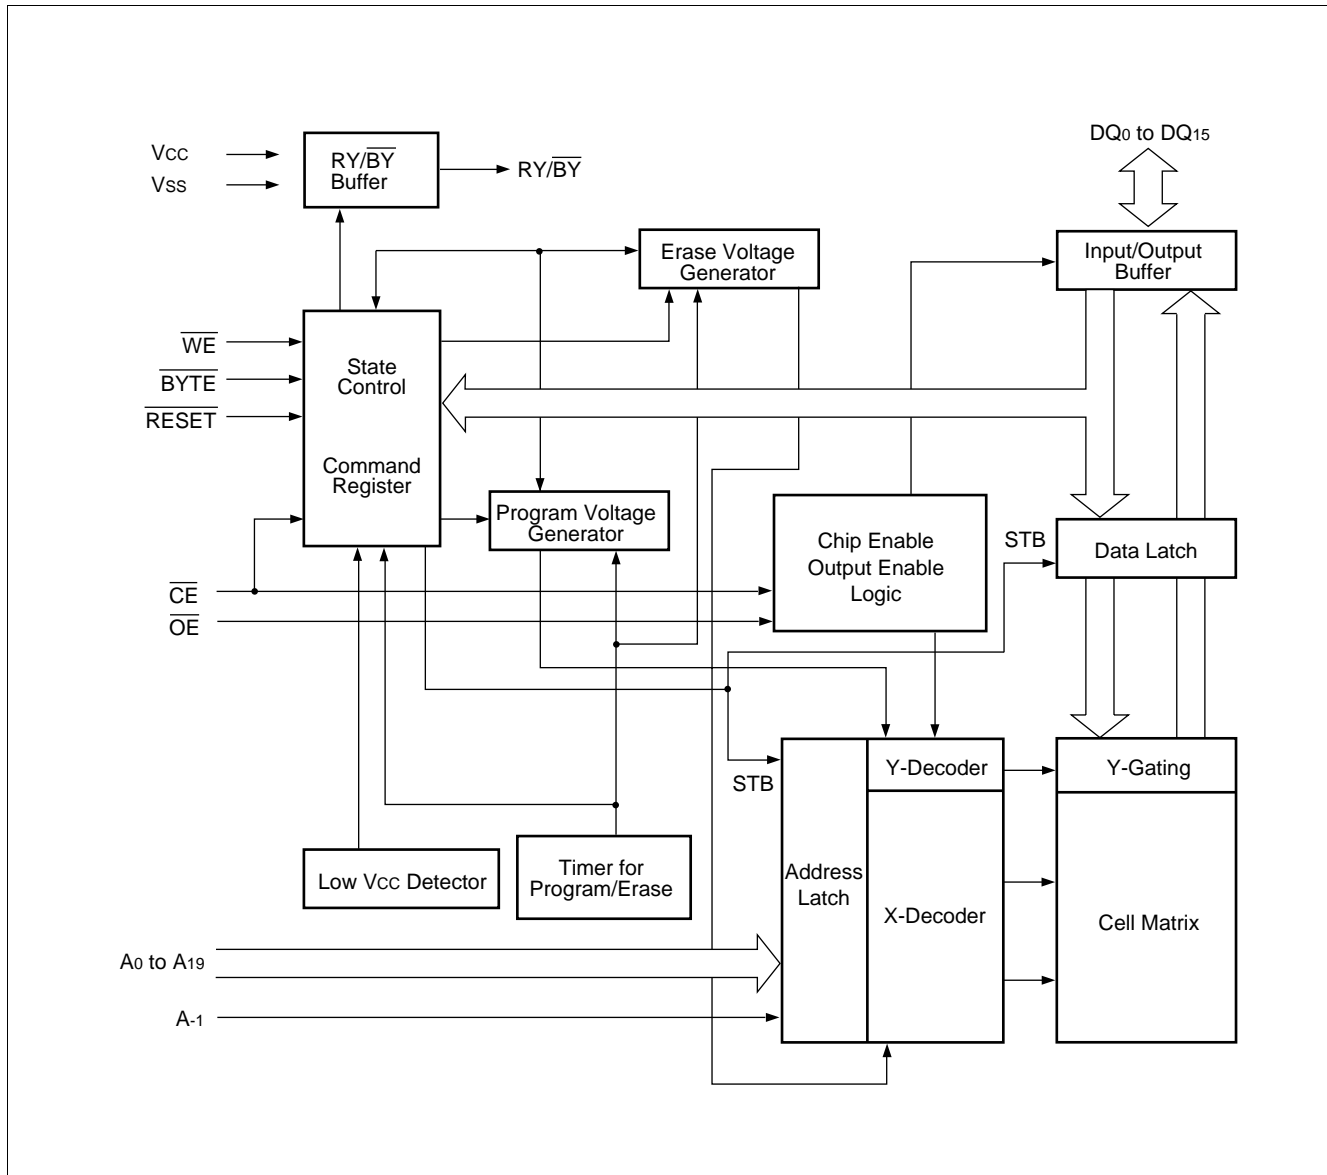 VCC
VSS
RY/BY
Buffer
RY/BY
DQ0 to DQ15
Erase Voltage
Generator
Input/Output
Buffer
WE
BYTE
RESET
State
Control
Command
Register
Program Voltage
Generator
Chip Enable
Output Enable
Logic
STB
Data Latch
CE
OE
STB
Y-Decoder
Y-Gating
Address
Latch
X-Decoder
Cell Matrix
Low VCC Detector
Timer for
Program/Erase
A0 to A19
A-1